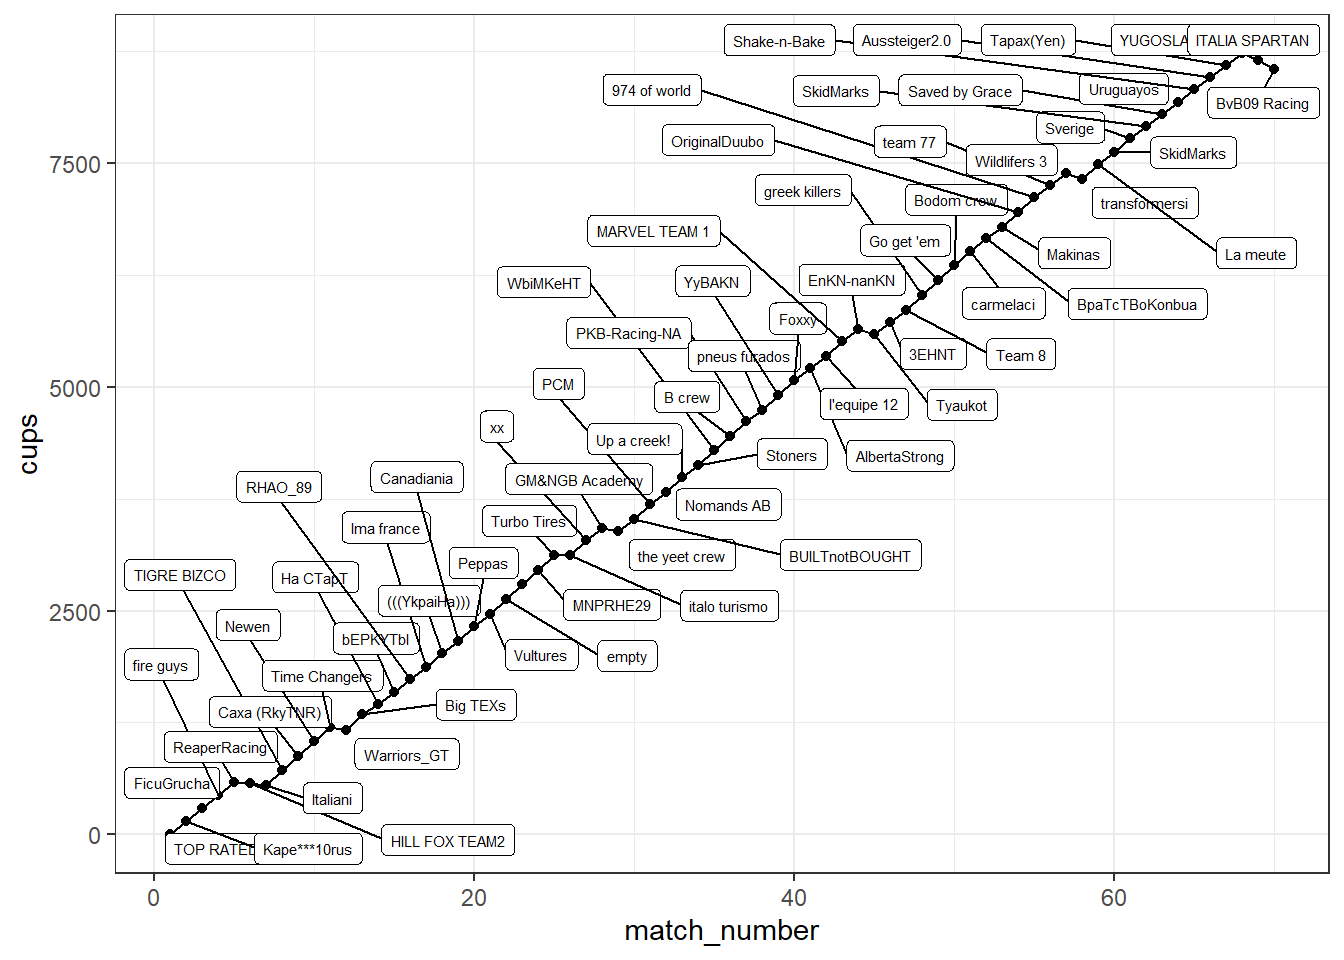 Shake-n-Bake
Aussteiger2.0
Tapax(Yen)
YUGOSLA
ITALIA SPARTAN
974 of world
SkidMarks
Saved by Grace
Uruguayos
BvB09 Racing
OriginalDuubo
team 77
Sverige
SkidMarks
Wildlifers 3
7500
greek killers
Bodom crew
transformersi
MARVEL TEAM 1
Go get 'em
Makinas
La meute
WbiMKeHT
YyBAKN
EnKN-nanKN
carmelaci
BpaTcTBoKonbua
PKB-Racing-NA
Foxxy
pneus furados
3EHNT
Team 8
5000
PCM
B crew
l'equipe 12
Tyaukot
xx
Up a creek!
Stoners
AlbertaStrong
cups
RHAO_89
Canadiania
GM&NGB Academy
Nomands AB
Ima france
Turbo Tires
the yeet crew
BUILTnotBOUGHT
TIGRE BIZCO
Ha CTapT
Peppas
2500
(((YkpaiHa)))
MNPRHE29
italo turismo
Newen
bEPKYTbI
Vultures
empty
fire guys
Time Changers
Caxa (RkyTNR)
Big TEXs
ReaperRacing
Warriors_GT
FicuGrucha
Italiani
0
TOP RATED
Kape***10rus
HILL FOX TEAM2
0
20
40
60
match_number